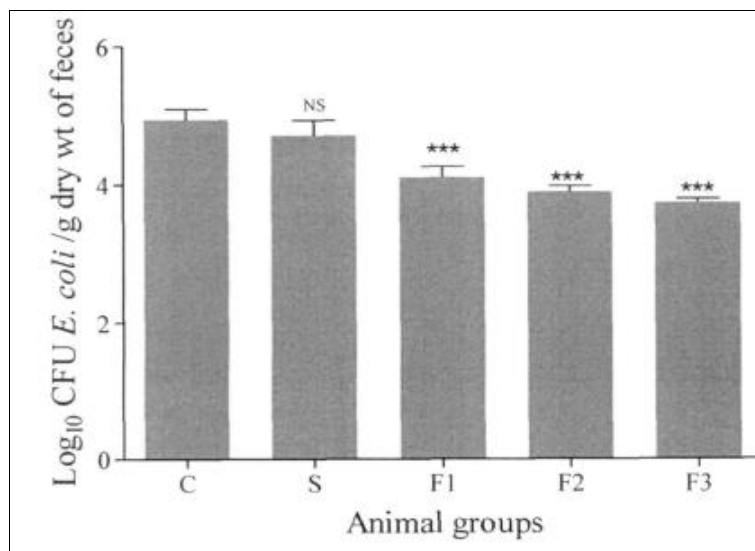 Log₁₀ CFU E. coli /g dry wt of feces
6
4
2
0
NS
***
***
***
C S F1 F2 F3
Animal groups